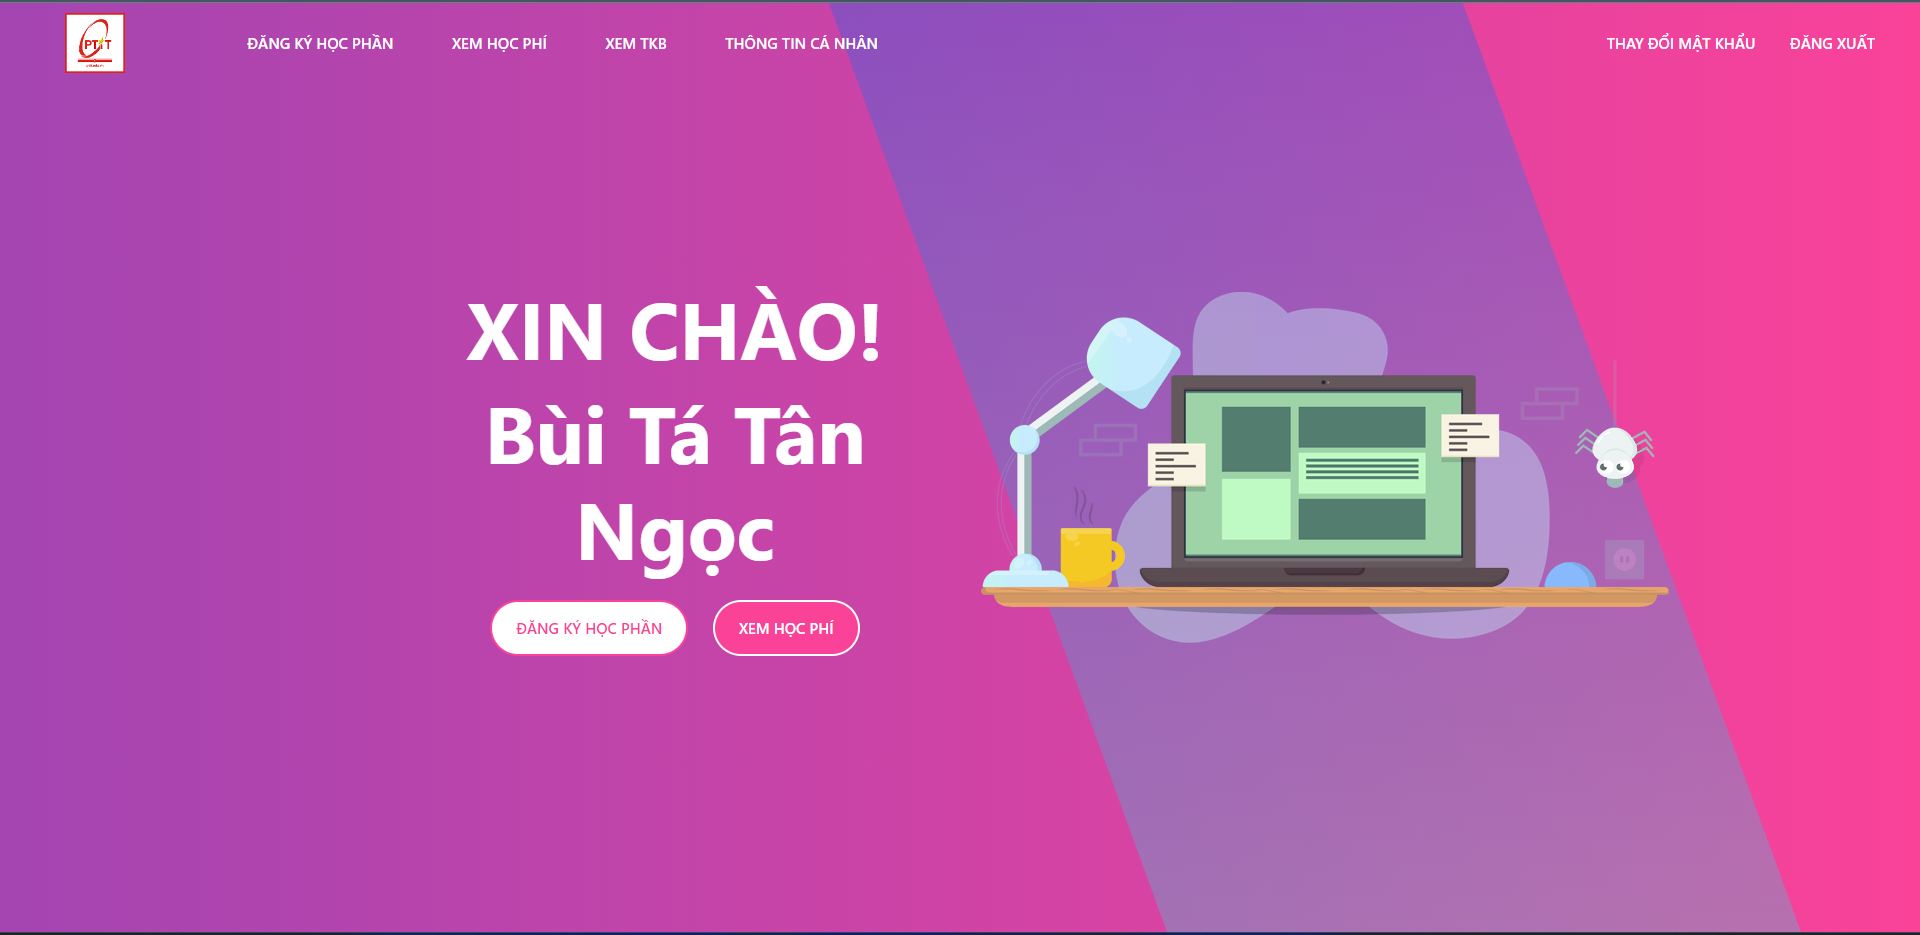 PTIT
ĐĂNG KÝ HỌC PHẦN
XEM HỌC PHÍ
XEM TKB
THÔNG TIN CÁ NHÂN
THAY ĐỔI MẬT KHẨU
ĐĂNG XUẤT
XIN CHÀO!
Bùi Tá Tân
Ngọc
ĐĂNG KÝ HỌC PHẦN
XEM HỌC PHÍ